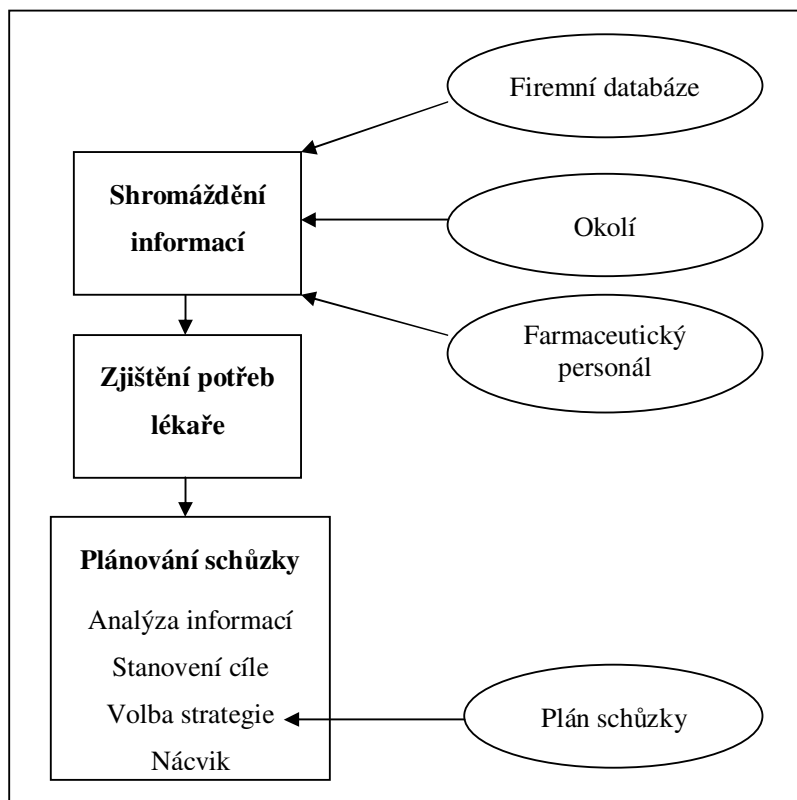 Firemní databáze
Shromáždění
informací
Okolí
Farmaceutický
personál
Zjištění potřeb
lékaře
Plánování schůzky
Analýza informací
Stanovení cíle
Volba strategie
Nácvik
Plán schůzky